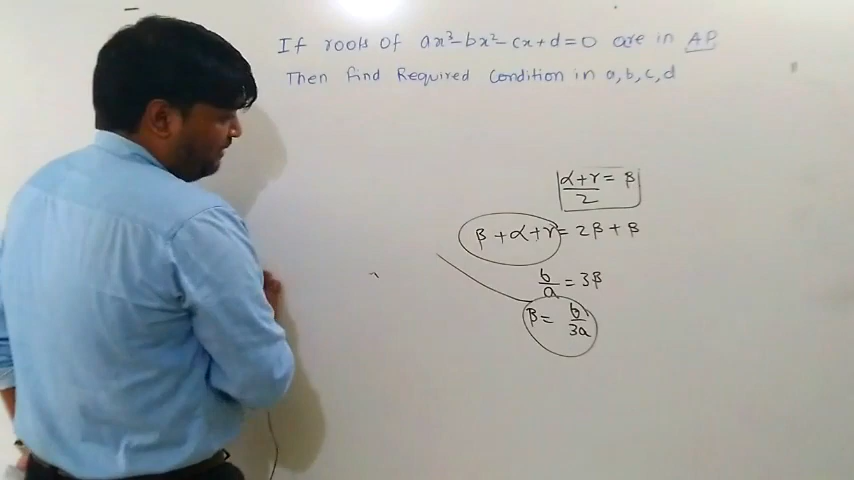 If roots of ax³-bx²-cx+d=0 are in AP
Then find Required Condition in a,b,c,d
α+γ/2 = β
β+α+γ = 2β+β
b/a = 3β
β = b/3a